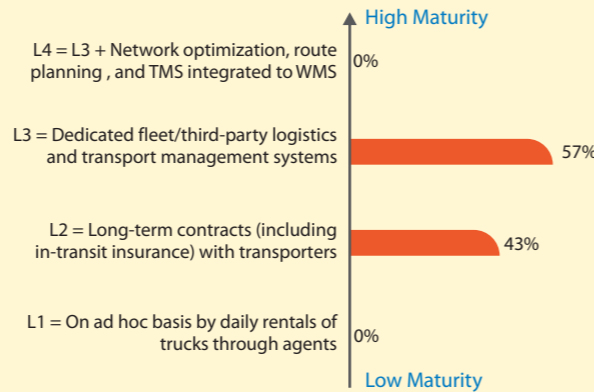 High Maturity
L4 = L3 + Network optimization, route
planning , and TMS integrated to WMS
0%
L3 = Dedicated fleet/third-party logistics
and transport management systems
57%
L2 = Long-term contracts (including
in-transit insurance) with transporters
43%
L1 = On ad hoc basis by daily rentals of
trucks through agents
0%
Low Maturity